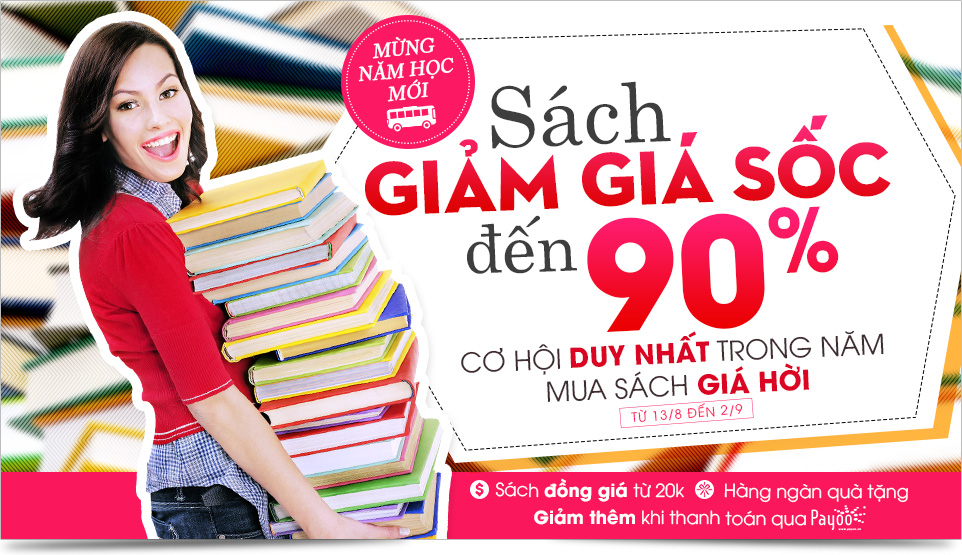 MỪNG
NĂM HỌC
MỚI
Sách
GIẢM GIÁ SỐC
đến 90%
CƠ HỘI DUY NHẤT TRONG NĂM
MUA SÁCH GIÁ HỜI
TỪ 13/8 ĐẾN 2/9
$ Sách đồng giá từ 20k Hàng ngàn quà tặng
Giảm thêm khi thanh toán qua Payoo